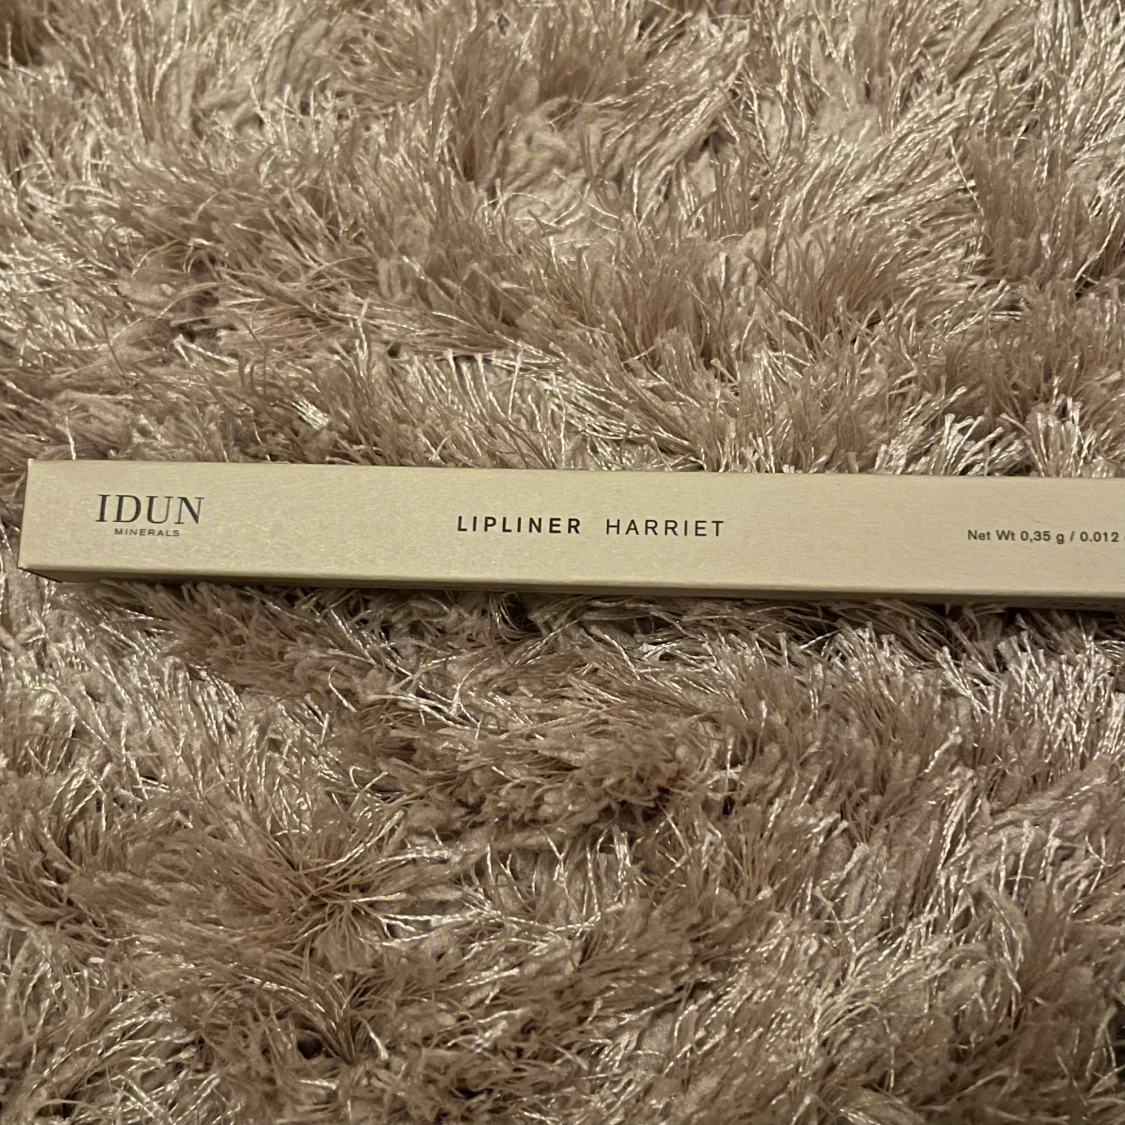 IDUN
MINERALS
LIPLINER HARRIET
Net Wt 0,35 g / 0.012